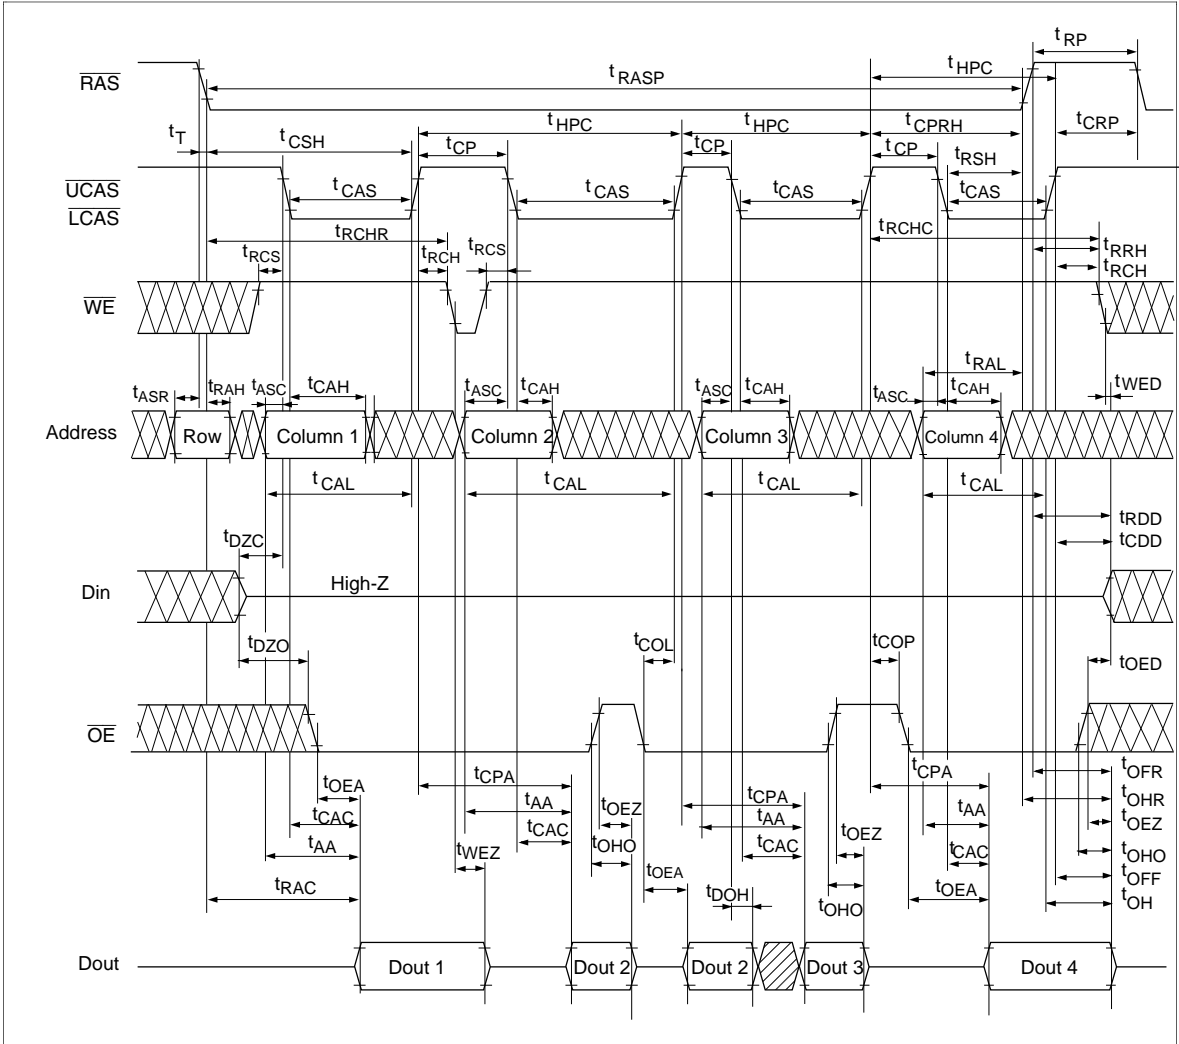 tRP
RAS
tRASP
tHPC
tT
tCSH
tHPC
tHPC
tCPRH
tCRP
tCP
tCP
tCP
tRSH
UCAS
tCAS
tCAS
tCAS
tCAS
LCAS
tRCHR
tRCHC
tRCS
tRCH
tRCS
tRRH
tRCH
WE
tRAL
tASR
tRAH
tASC
tCAH
tASC
tCAH
tASC
tCAH
tASC
tCAH
tWED
Address
Row
Column 1
Column 2
Column 3
Column 4
tCAL
tCAL
tCAL
tCAL
tRDD
tDZC
tCDD
Din
High-Z
tDZO
tCOL
tCOP
tOED
OE
tOEA
tCPA
tCPA
tCPA
tOFR
tCAC
tAA
tOEZ
tAA
tOEZ
tAA
tOHR
tOEZ
tAA
tWEZ
tCAC
tOHO
tCAC
tCAC
tOHO
tRAC
tOEA
tDOH
tOHO
tOEA
tOFF
tOH
Dout
Dout 1
Dout 2
Dout 2
Dout 3
Dout 4